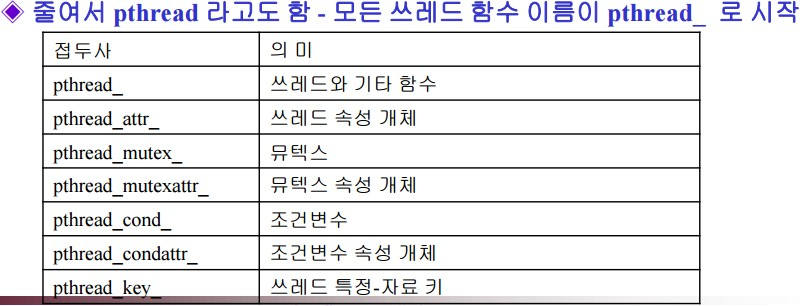 ◈ 줄여서 pthread 라고도 함 - 모든 쓰레드 함수 이름이 pthread_ 로 시작
접두사 의 미
pthread_ 쓰레드와 기타 함수
pthread_attr_ 쓰레드 속성 개체
pthread_mutex_ 뮤텍스
pthread_mutexattr_ 뮤텍스 속성 개체
pthread_cond_ 조건변수
pthread_condattr_ 조건변수 속성 개체
pthread_key_ 쓰레드 특정-자료 키